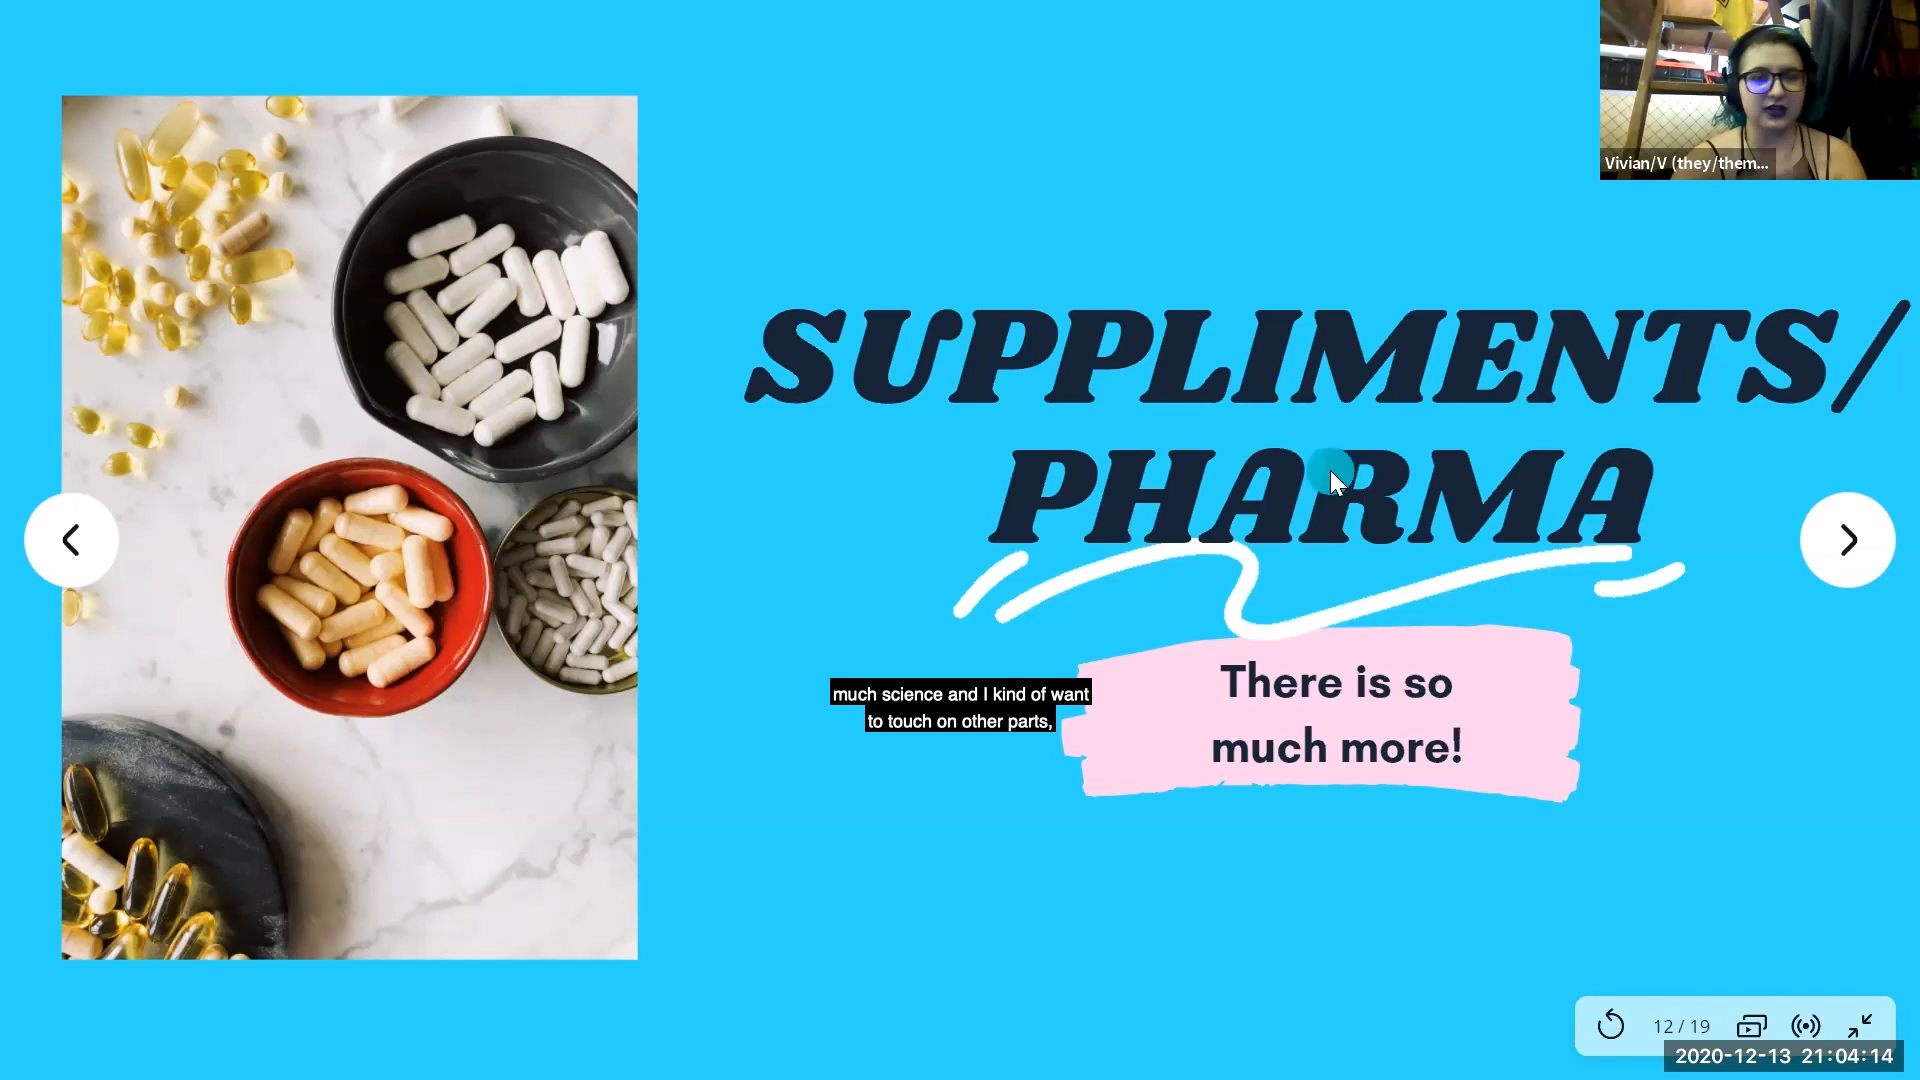 Vivian/V (they/them...
SUPPLIMENTS/
PHARMA
There is so
much more!
much science and I kind of want
to touch on other parts,
12 / 19
2020-12-13 21:04:14